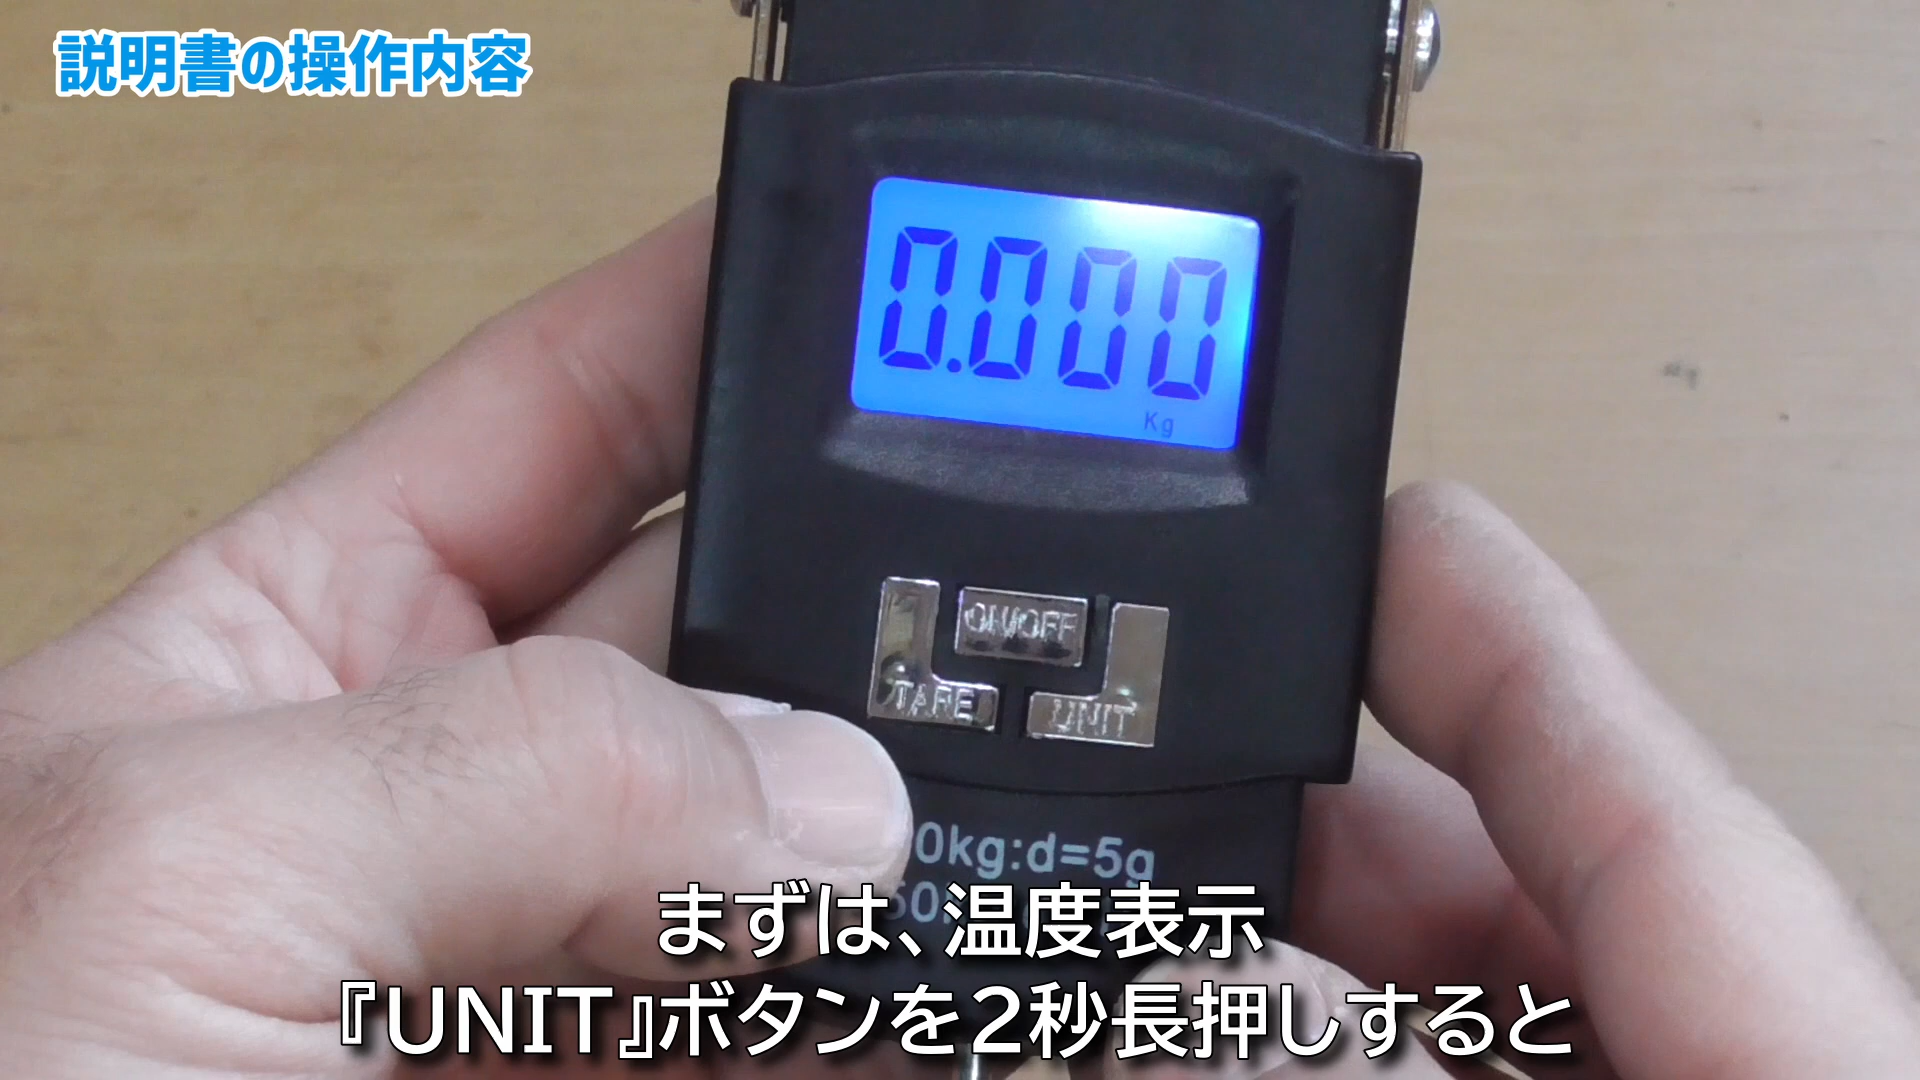 説明書の操作内容
0.000
Kg
ON/OFF
TARE
UNIT
0kg:d=5g
50
まずは、温度表示
『UNIT』ボタンを2秒長押しすると